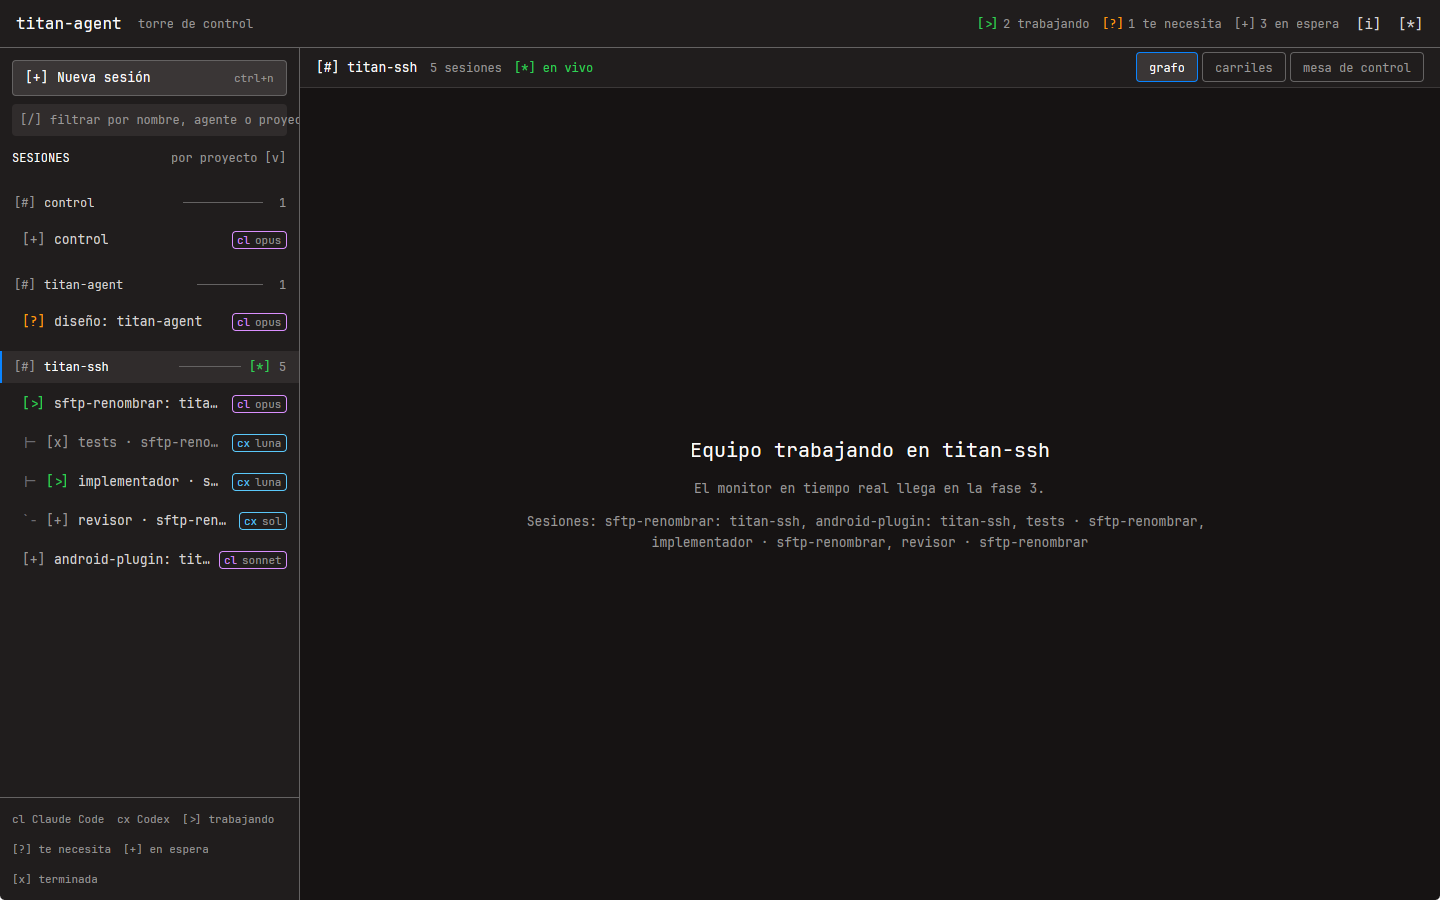 titan-agent torre de control [>] 2 trabajando [?] 1 te necesita [+] 3 en espera [i] [*]
[+] Nueva sesión ctrl+n
[/] filtrar por nombre, agente o proyec
SESIONES por proyecto [v]
[#] control 1
[+] control cl opus
[#] titan-agent 1
[?] diseño: titan-agent cl opus
[#] titan-ssh [*] 5
[>] sftp-renombrar: tita… cl opus
├ [x] tests · sftp-reno… cx luna
├ [>] implementador · s… cx luna
`- [+] revisor · sftp-ren… cx sol
[+] android-plugin: tit… cl sonnet
cl Claude Code cx Codex [>] trabajando
[?] te necesita [+] en espera
[x] terminada
[#] titan-ssh 5 sesiones [*] en vivo grafo carriles mesa de control
Equipo trabajando en titan-ssh
El monitor en tiempo real llega en la fase 3.
Sesiones: sftp-renombrar: titan-ssh, android-plugin: titan-ssh, tests · sftp-renombrar,
implementador · sftp-renombrar, revisor · sftp-renombrar